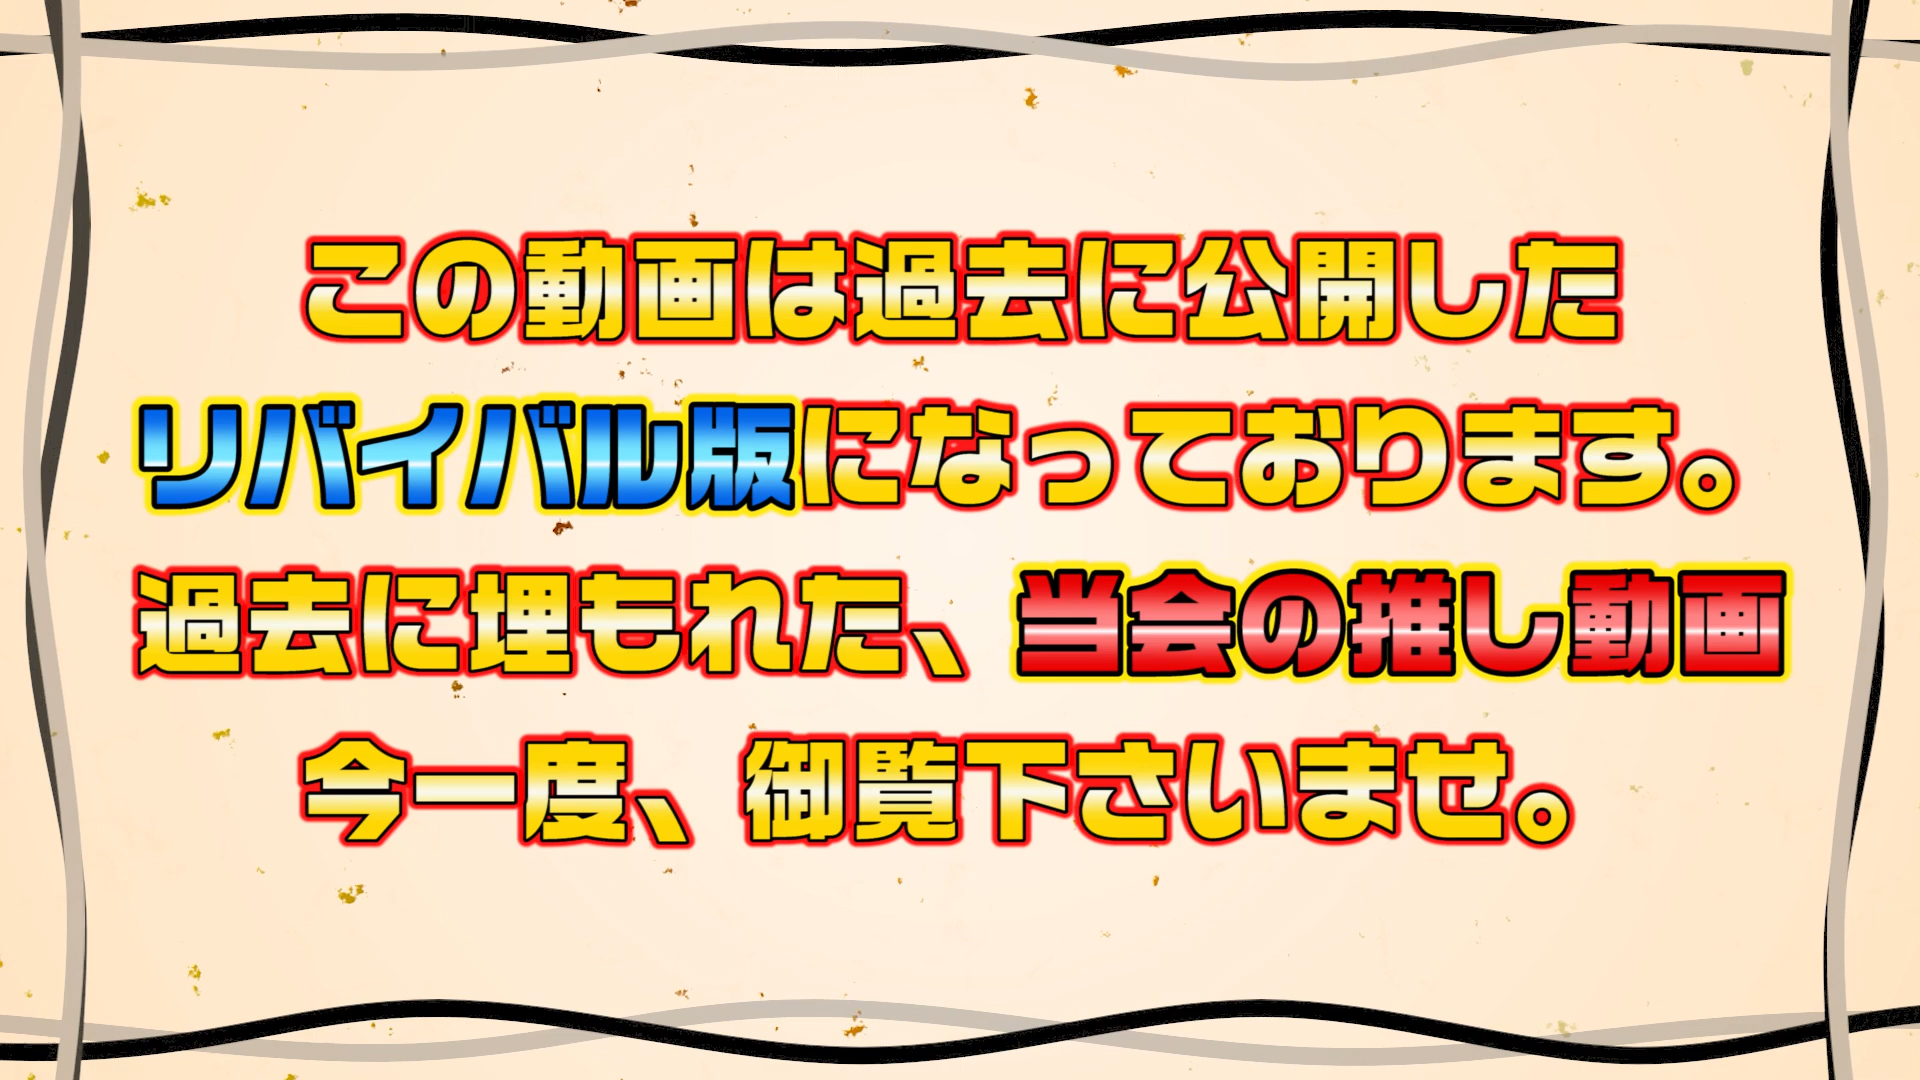 この動画は過去に公開した
リバイバル版になっております。
過去に埋もれた、当会の推し動画
今一度、御覧下さいませ。